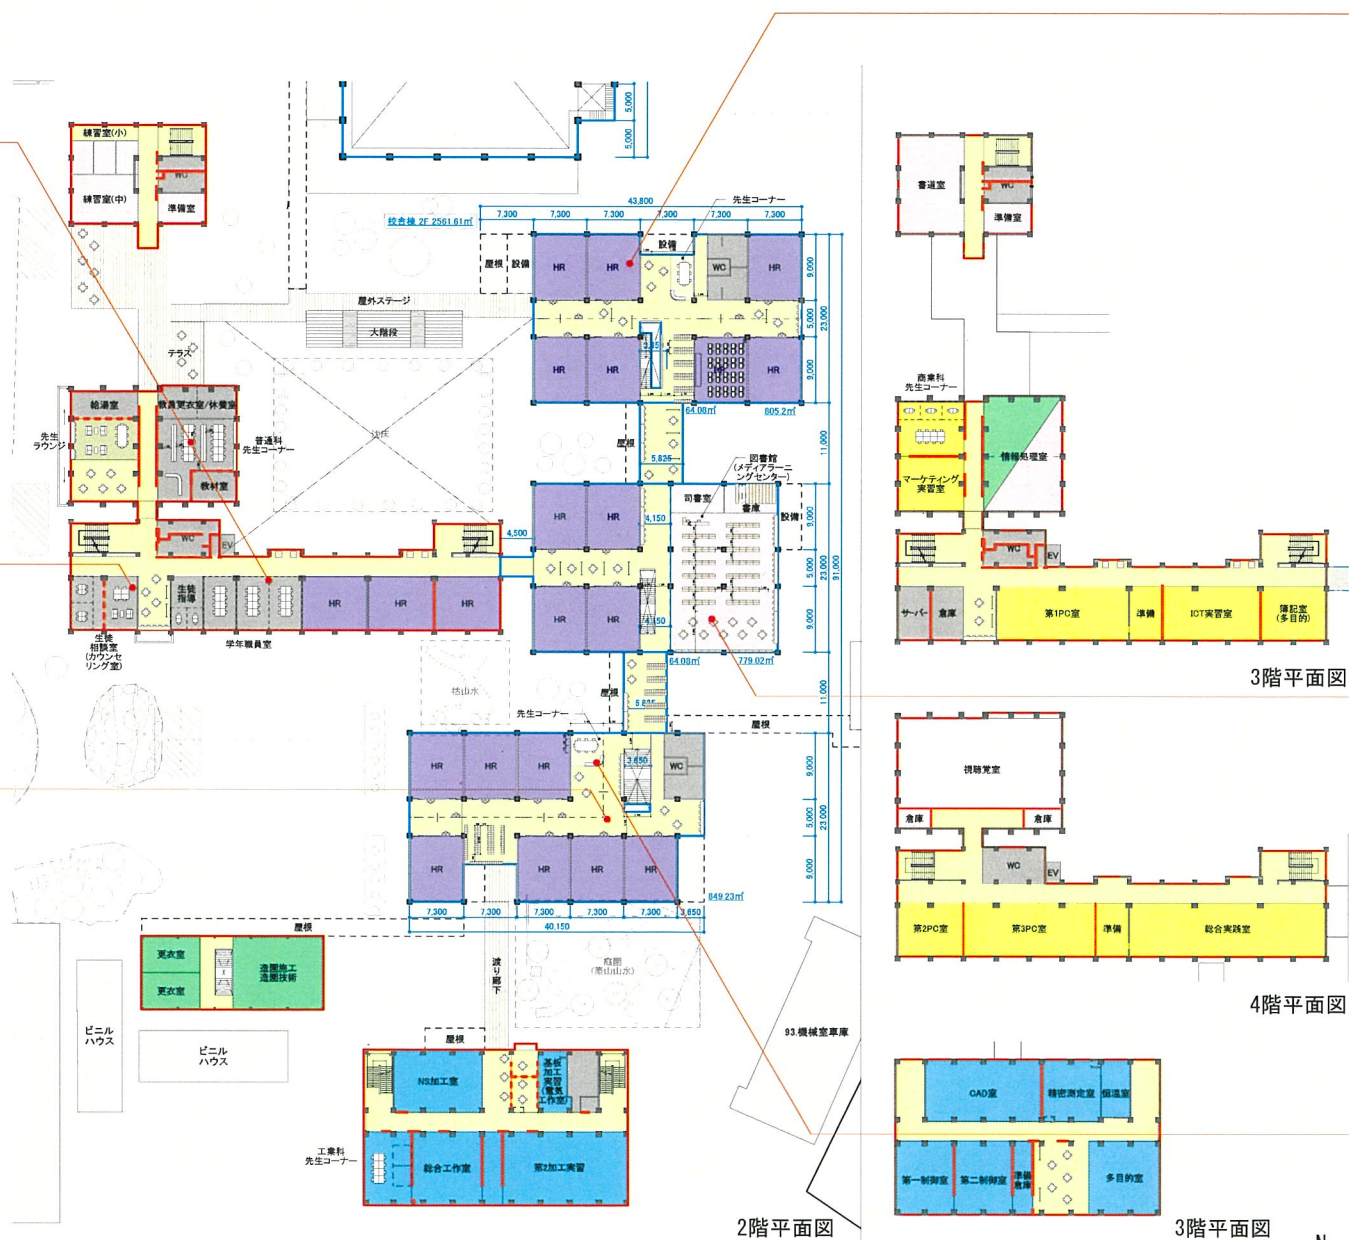 練習室(小)
WC
練習室(中)
準備室
5,000
5,000
校舎棟 2F 2561.61㎡
43,800
7,300
7,300
7,300
7,300
7,300
7,300
先生コーナー
設備
屋根
設備
HR
HR
WC
HR
9,000
屋外ステージ
大階段
5,000
23,000
テラス
HR
HR
HR
HR
9,000
給湯室
教員更衣室/休養室
64.08㎡
805.2㎡
先生
ラウンジ
普通科
先生コーナー
教材室
屋根
5,825
11,000
図書館
(メディアラーニ
ングセンター)
司書室
書庫
設備
HR
HR
4,150
9,000
WC
EV
4,500
5,000
23,000
91,000
生徒
指導
HR
HR
HR
HR
HR
4,150
9,000
生徒
相談室
(カウンセ
リング室)
学年職員室
64.08㎡
779.02㎡
枯山水
屋根
11,000
先生コーナー
屋根
HR
HR
HR
3,650
WC
9,000
5,000
23,000
HR
HR
HR
HR
9,000
849.23㎡
7,300
7,300
7,300
7,300
7,300
3,650
40,150
屋根
更衣室
更衣室
造園施工
造園技術
渡り廊下
庭園
(築山山水)
ビニル
ハウス
ビニル
ハウス
屋根
93.機械室車庫
NS加工室
基板
加工
実習
(電気
工作室)
工業科
先生コーナー
総合工作室
第2加工実習
2階平面図
書道室
WC
準備室
商業科
先生コーナー
情報処理室
マーケティング
実習室
WC
EV
サーバー
倉庫
第1PC室
準備
ICT実習室
簿記室
(多目的)
3階平面図
視聴覚室
倉庫
倉庫
WC
EV
第2PC室
第3PC室
準備
総合実践室
4階平面図
CAD室
精密測定室
恒温室
第一制御室
第二制御室
準備
倉庫
多目的室
3階平面図
N